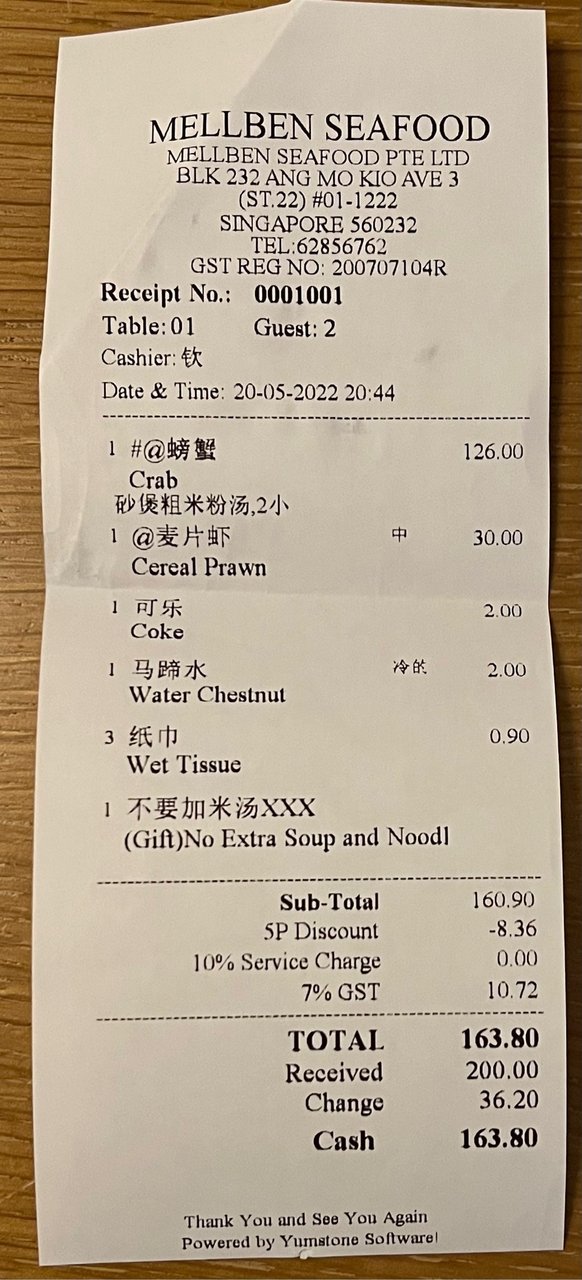 MELLBEN SEAFOOD
MELLBEN SEAFOOD PTE LTD
BLK 232 ANG MO KIO AVE 3
(ST.22) #01-1222
SINGAPORE 560232
TEL:62856762
GST REG NO: 200707104R
Receipt No.: 0001001
Table: 01 Guest: 2
Cashier: 钦
Date & Time: 20-05-2022 20:44
1 #@螃蟹 126.00
Crab
砂煲粗米粉汤,2小
1 @麦片虾 中 30.00
Cereal Prawn
1 可乐 2.00
Coke
1 马蹄水 冷的 2.00
Water Chestnut
3 纸巾 0.90
Wet Tissue
1 不要加米汤XXX
(Gift)No Extra Soup and Noodl
Sub-Total 160.90
5P Discount -8.36
10% Service Charge 0.00
7% GST 10.72
TOTAL 163.80
Received 200.00
Change 36.20
Cash 163.80
Thank You and See You Again
Powered by Yumstone Software!